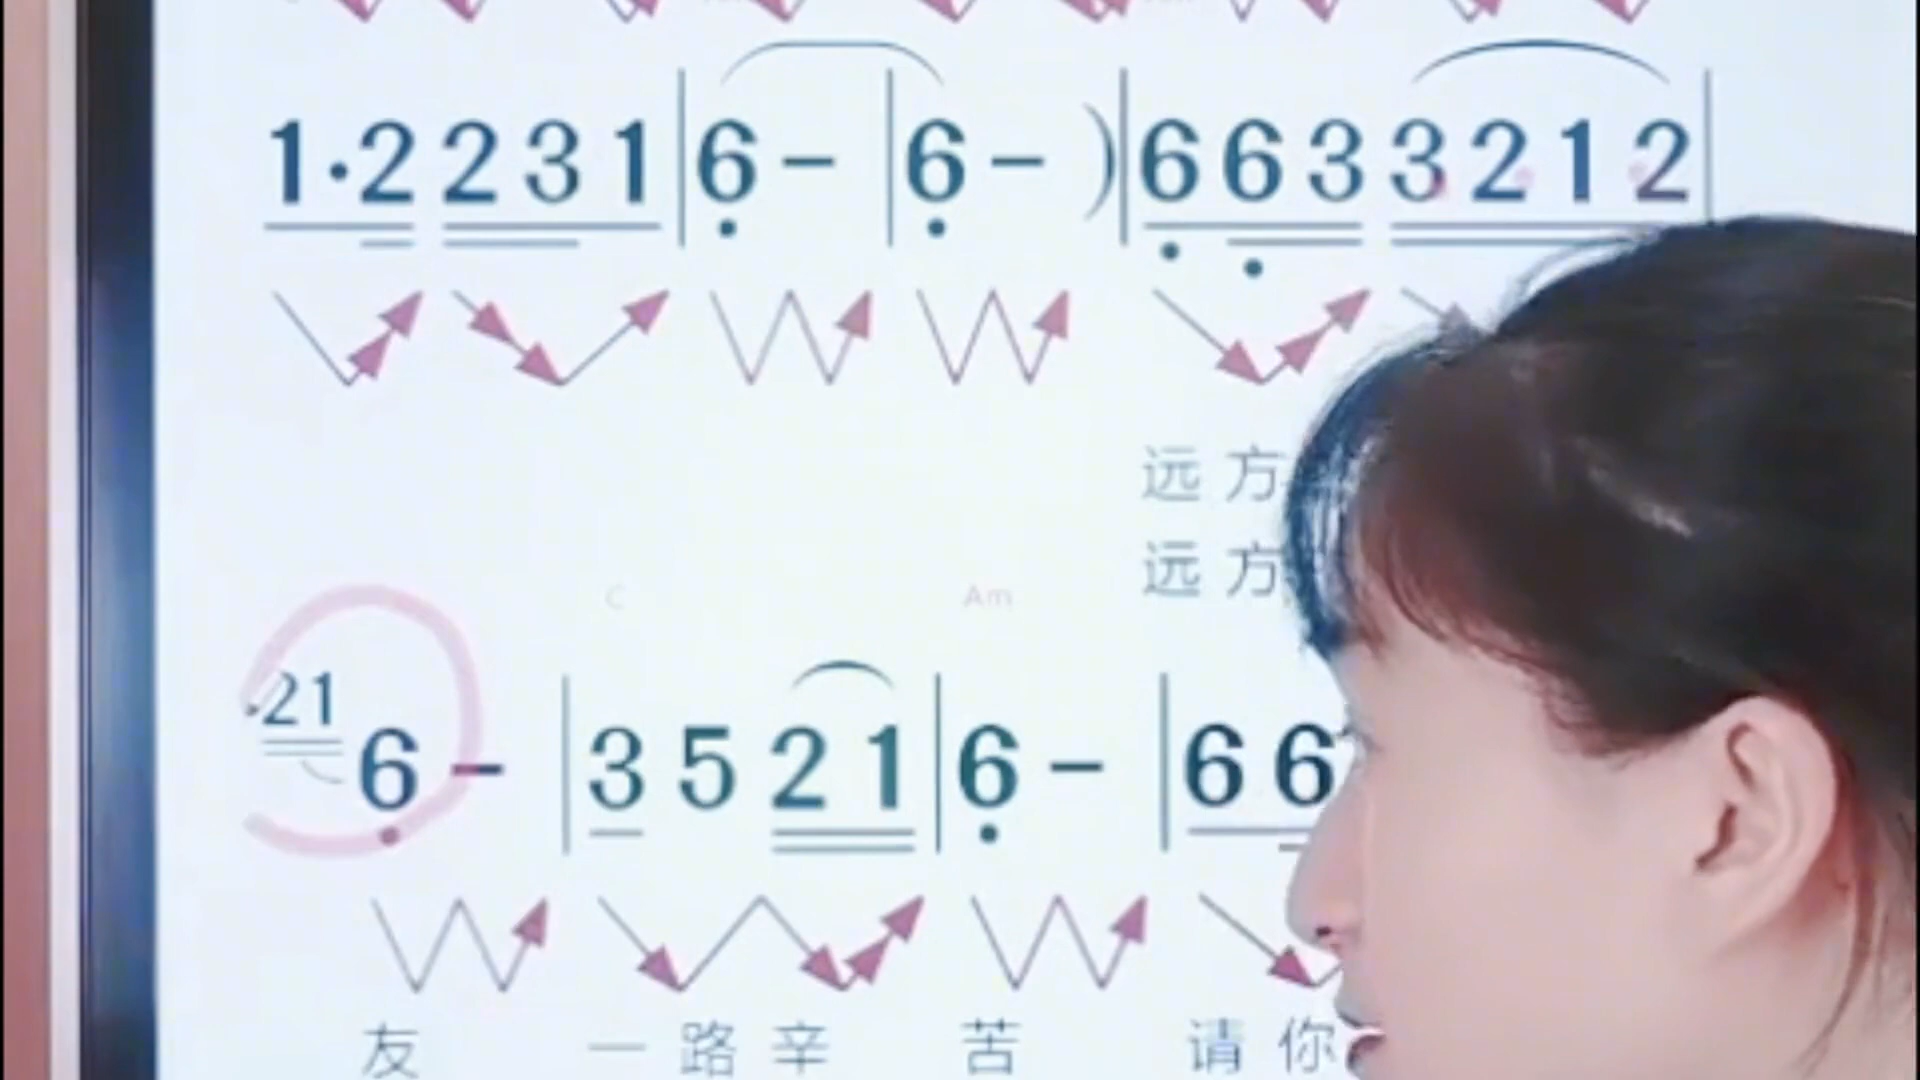 1·2 2 3 1 | 6 - | 6 - ) | 6 6 3 3 2 1 2 |
远 方
远 方
C Am
21 6 - | 3 5 2 1 | 6 - | 6 6
友 一 路 辛 苦 请 你